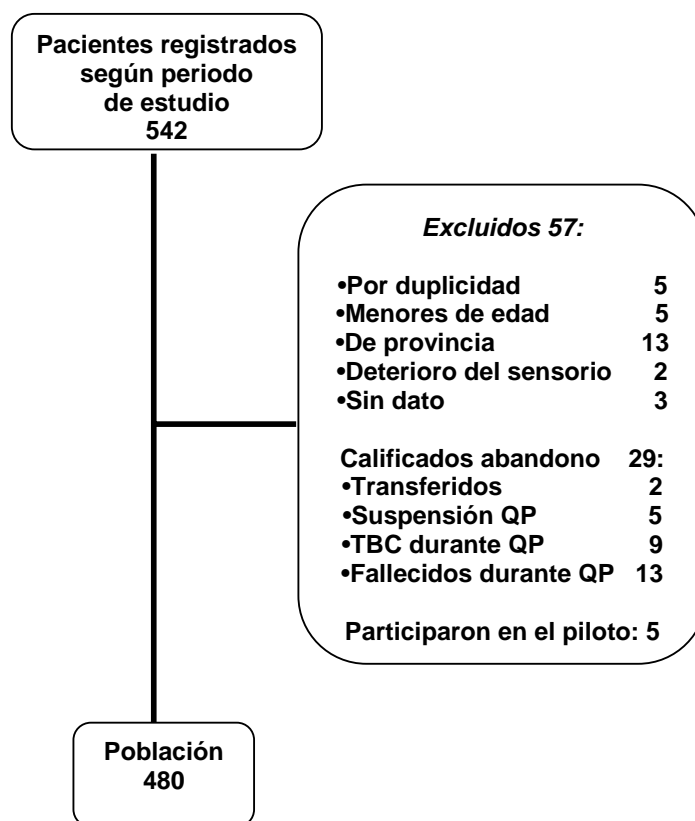 Pacientes registrados
según periodo
de estudio
542
Excluidos 57:
•Por duplicidad 5
•Menores de edad 5
•De provincia 13
•Deterioro del sensorio 2
•Sin dato 3
Calificados abandono 29:
•Transferidos 2
•Suspensión QP 5
•TBC durante QP 9
•Fallecidos durante QP 13
Participaron en el piloto: 5
Población
480